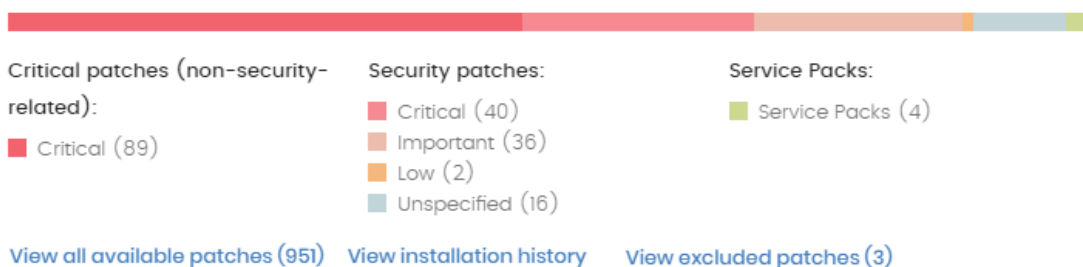 Critical patches (non-security-related):
Critical (89)
Security patches:
Critical (40)
Important (36)
Low (2)
Unspecified (16)
Service Packs:
Service Packs (4)
View all available patches (951)
View installation history
View excluded patches (3)